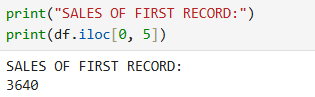 print("SALES OF FIRST RECORD:")
print(df.iloc[0, 5])
SALES OF FIRST RECORD:
3640